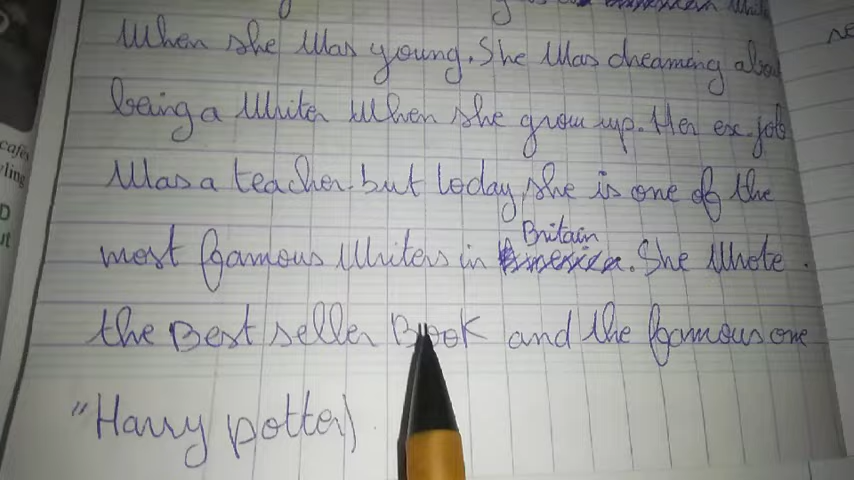 When she was young. She was dreaming about
being a writer when she grow up. Her ex. job
was a teacher. but today, she is one of the
most famous writers in Britain. She wrote
the Best seller Book and the famous one
"Harry potter)